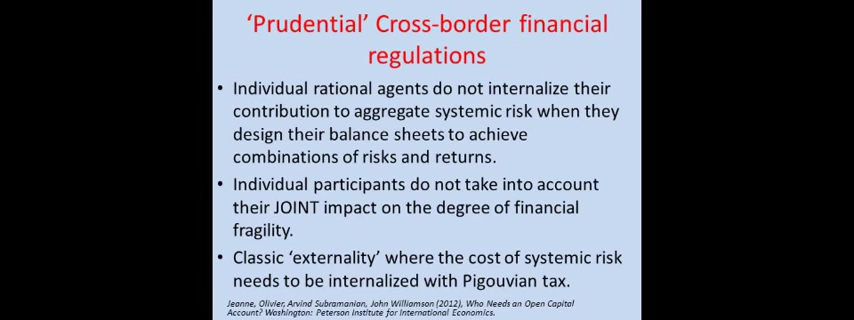 ‘Prudential’ Cross-border financial
regulations
• Individual rational agents do not internalize their
contribution to aggregate systemic risk when they
design their balance sheets to achieve
combinations of risks and returns.
• Individual participants do not take into account
their JOINT impact on the degree of financial
fragility.
• Classic ‘externality’ where the cost of systemic risk
needs to be internalized with Pigouvian tax.
Jeanne, Olivier, Arvind Subramanian, John Williamson (2012), Who Needs an Open Capital
Account? Washington: Peterson Institute for International Economics.